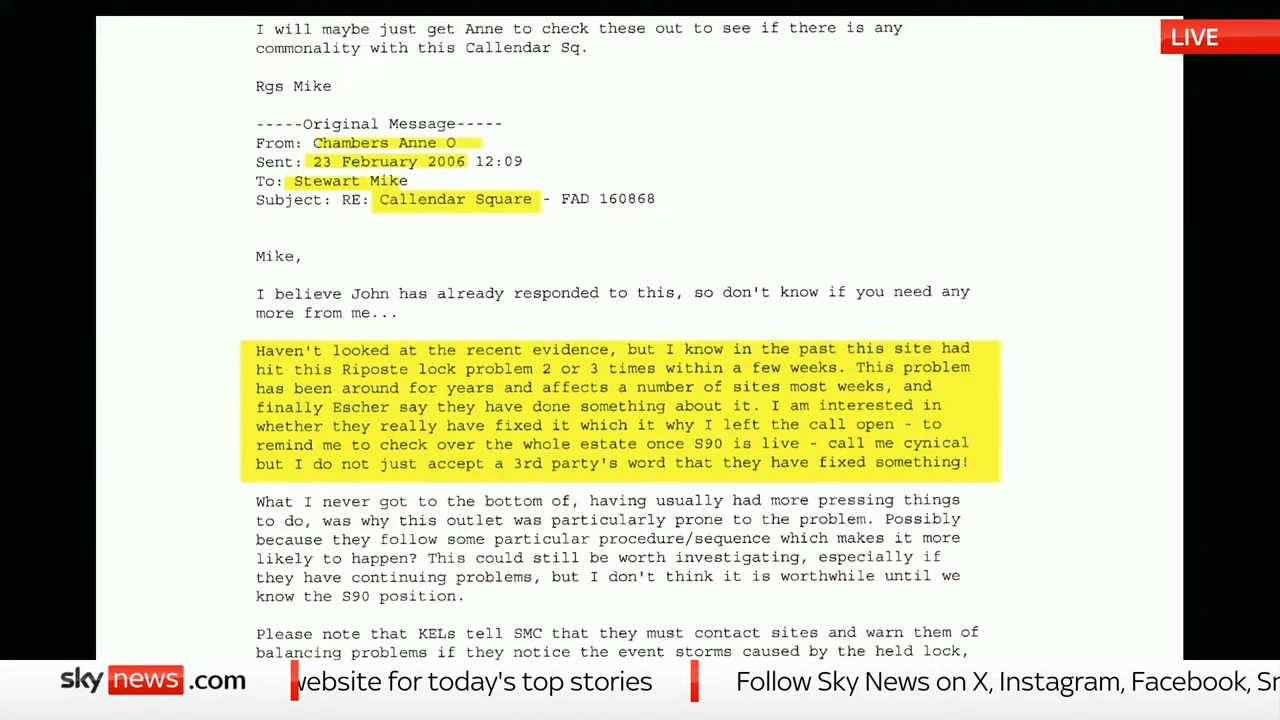 I will maybe just get Anne to check these out to see if there is any
commonality with this Callendar Sq.
LIVE
Rgs Mike
-----Original Message-----
From: Chambers Anne O
Sent: 23 February 2006 12:09
To: Stewart Mike
Subject: RE: Callendar Square - FAD 160868
Mike,
I believe John has already responded to this, so don't know if you need any
more from me...
Haven't looked at the recent evidence, but I know in the past this site had
hit this Riposte lock problem 2 or 3 times within a few weeks. This problem
has been around for years and affects a number of sites most weeks, and
finally Escher say they have done something about it. I am interested in
whether they really have fixed it which it why I left the call open - to
remind me to check over the whole estate once S90 is live - call me cynical
but I do not just accept a 3rd party's word that they have fixed something!
What I never got to the bottom of, having usually had more pressing things
to do, was why this outlet was particularly prone to the problem. Possibly
because they follow some particular procedure/sequence which makes it more
likely to happen? This could still be worth investigating, especially if
they have continuing problems, but I don't think it is worthwhile until we
know the S90 position.
Please note that KELs tell SMC that they must contact sites and warn them of
balancing problems if they notice the event storms caused by the held lock,
sky news .com website for today's top stories Follow Sky News on X, Instagram, Facebook, Sn